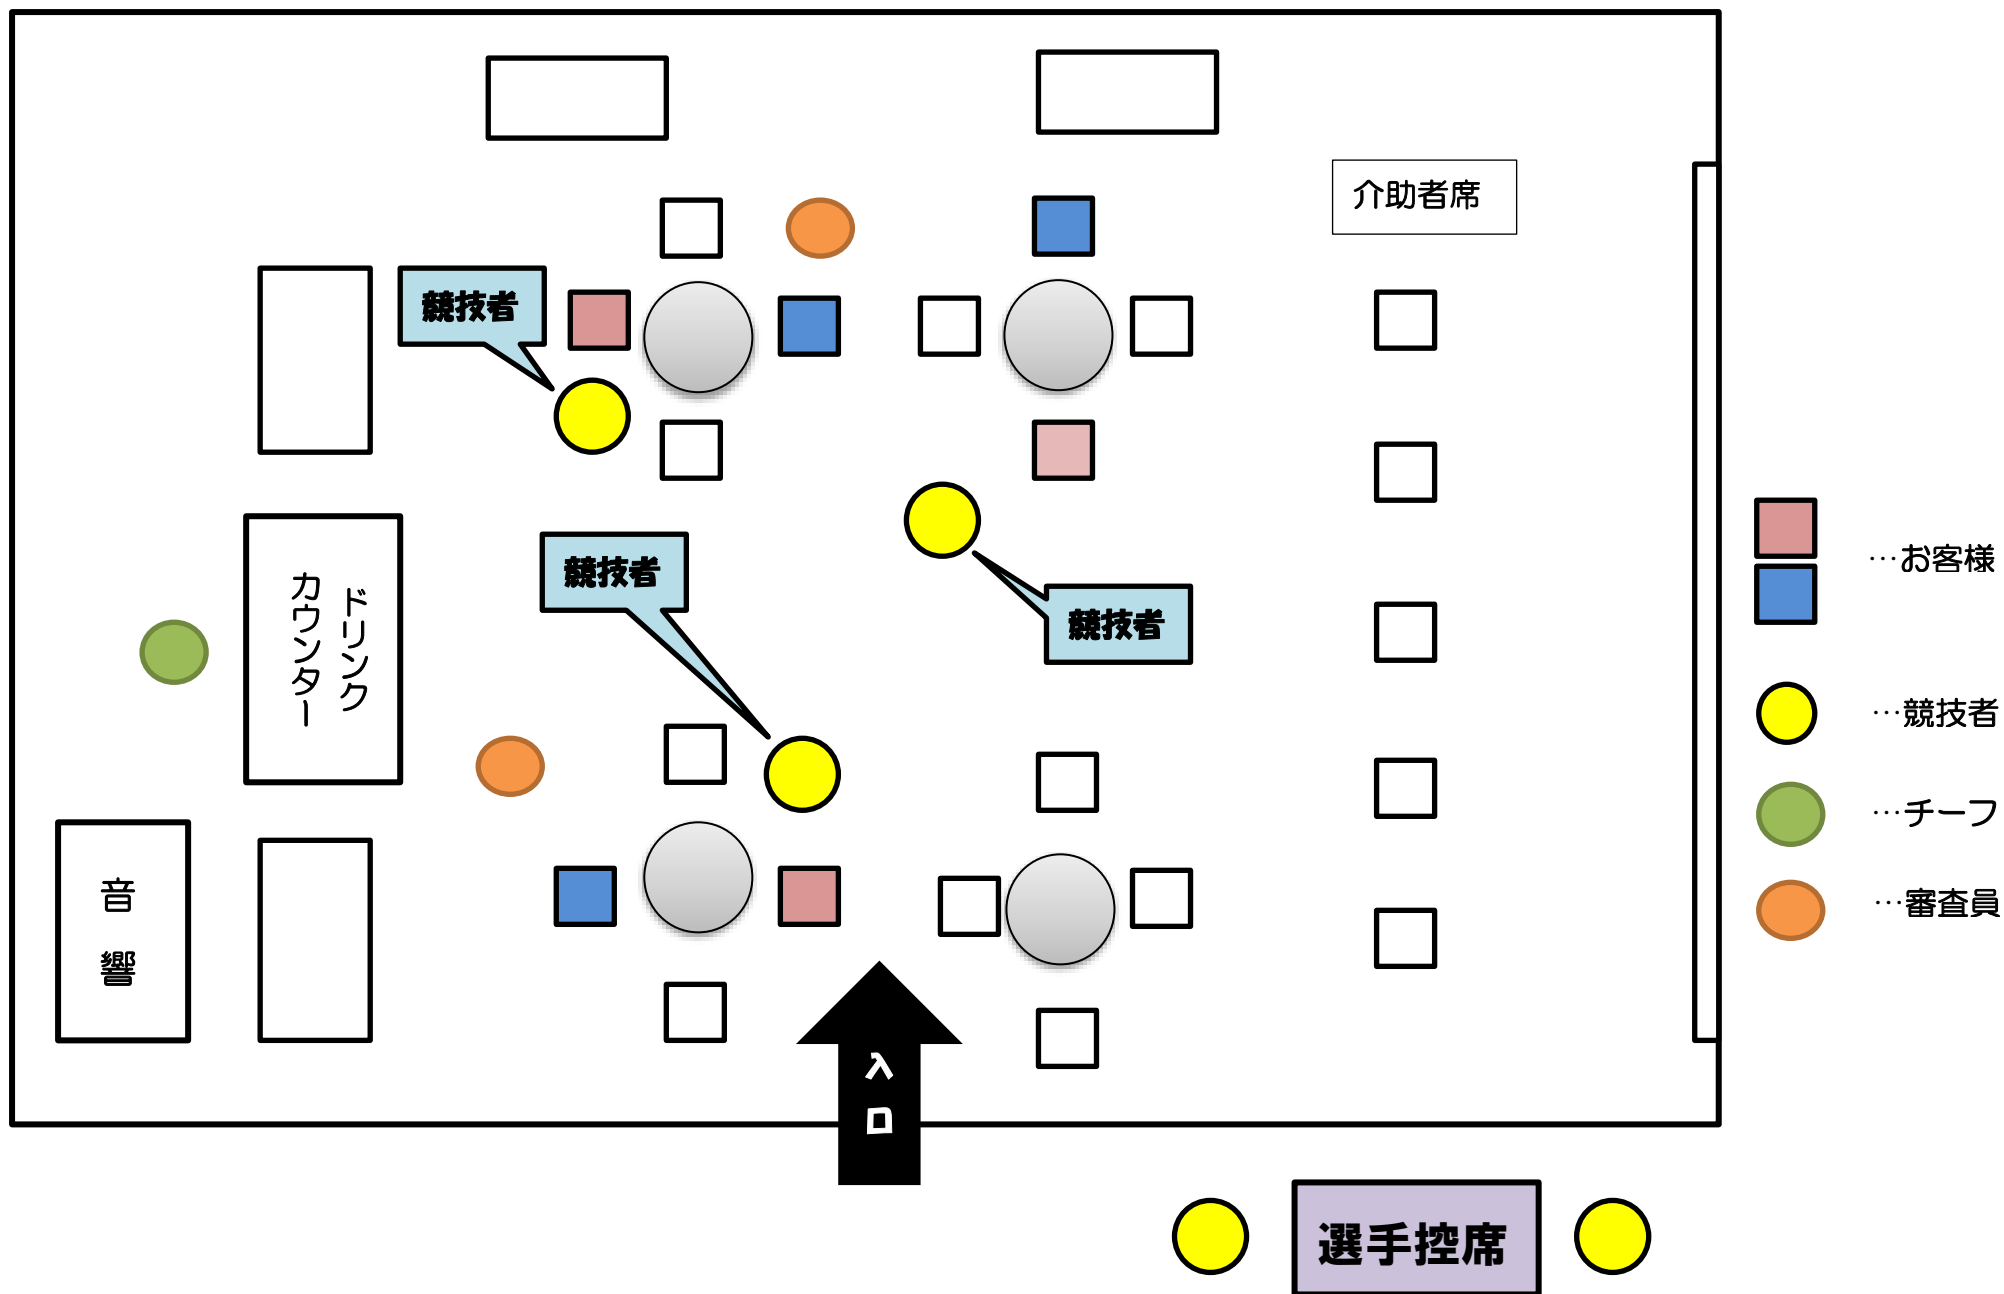 介助者席
競技者
競技者
競技者
ドリンク
カウンター
音響
入口
選手控席
…お客様
…競技者
…チーフ
…審査員